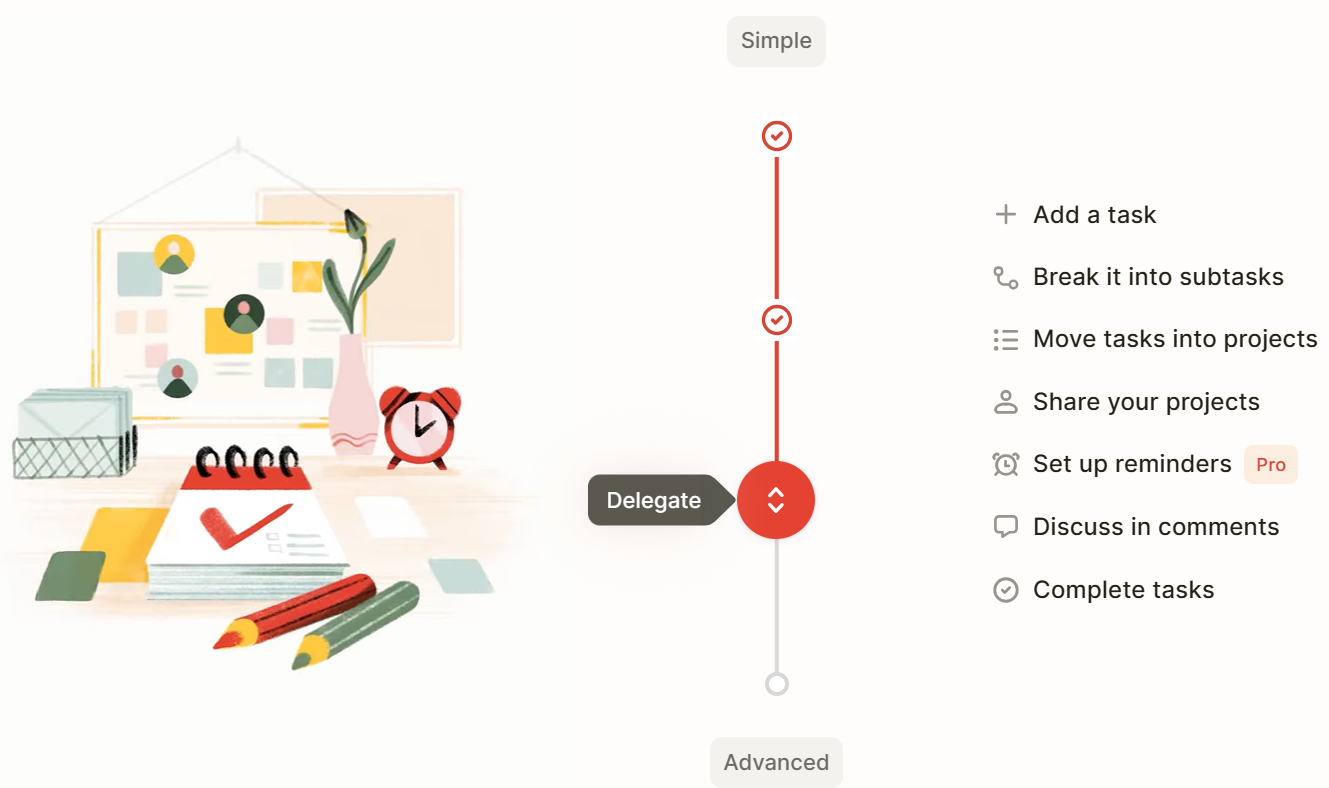 Simple
Add a task
Break it into subtasks
Move tasks into projects
Share your projects
Set up reminders Pro
Delegate
Discuss in comments
Complete tasks
Advanced